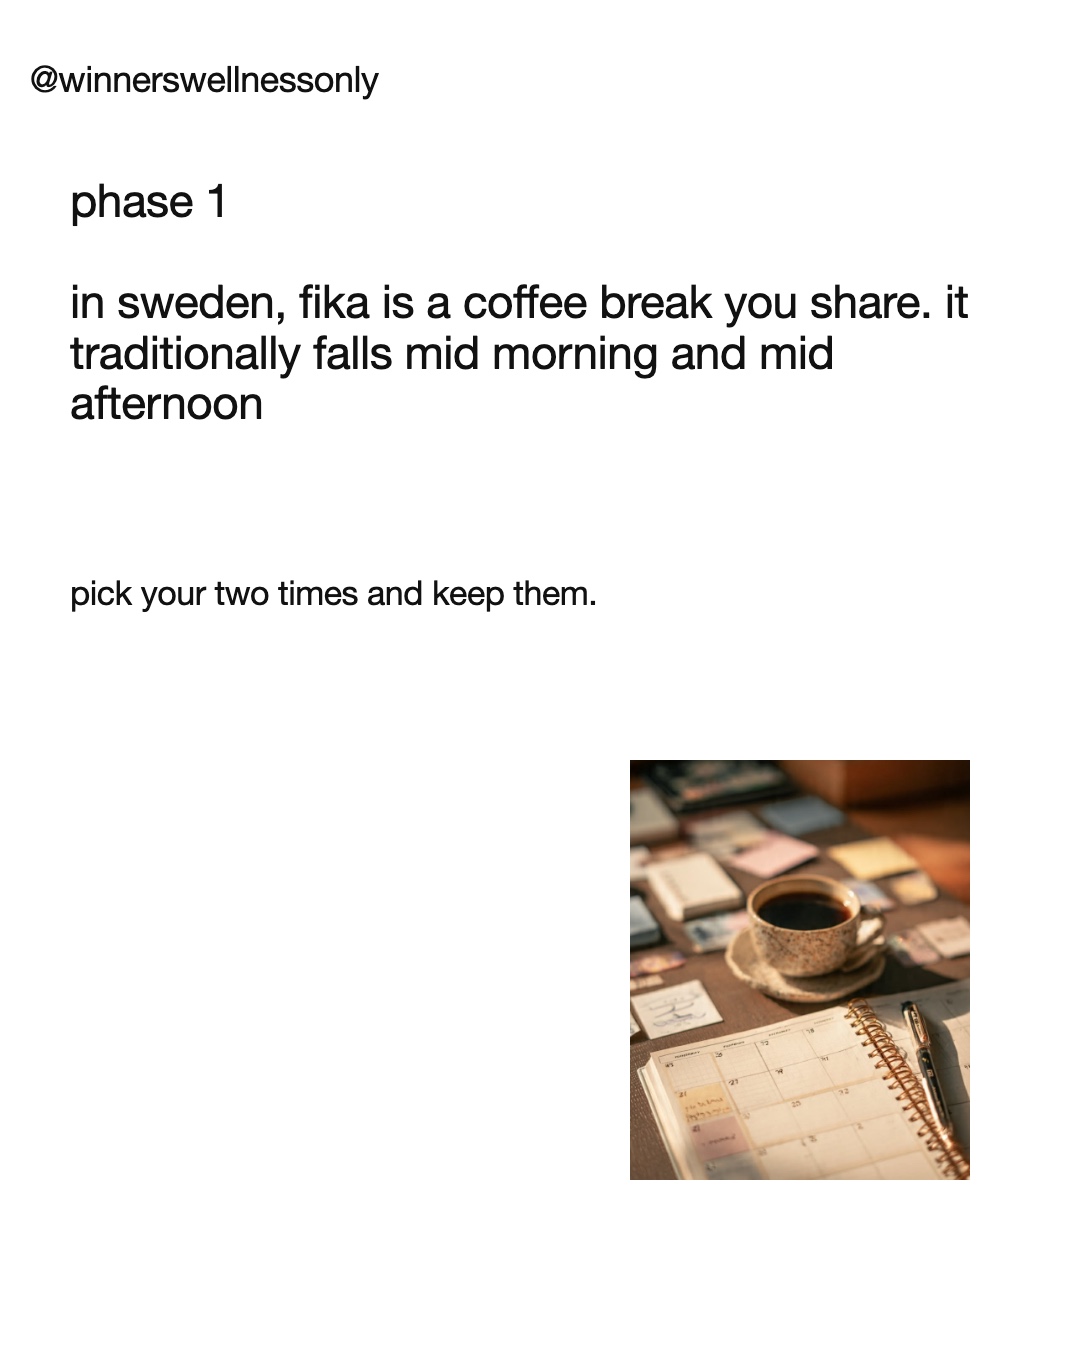 @winnerswellnessonly
phase 1
in sweden, fika is a coffee break you share. it
traditionally falls mid morning and mid
afternoon
pick your two times and keep them.